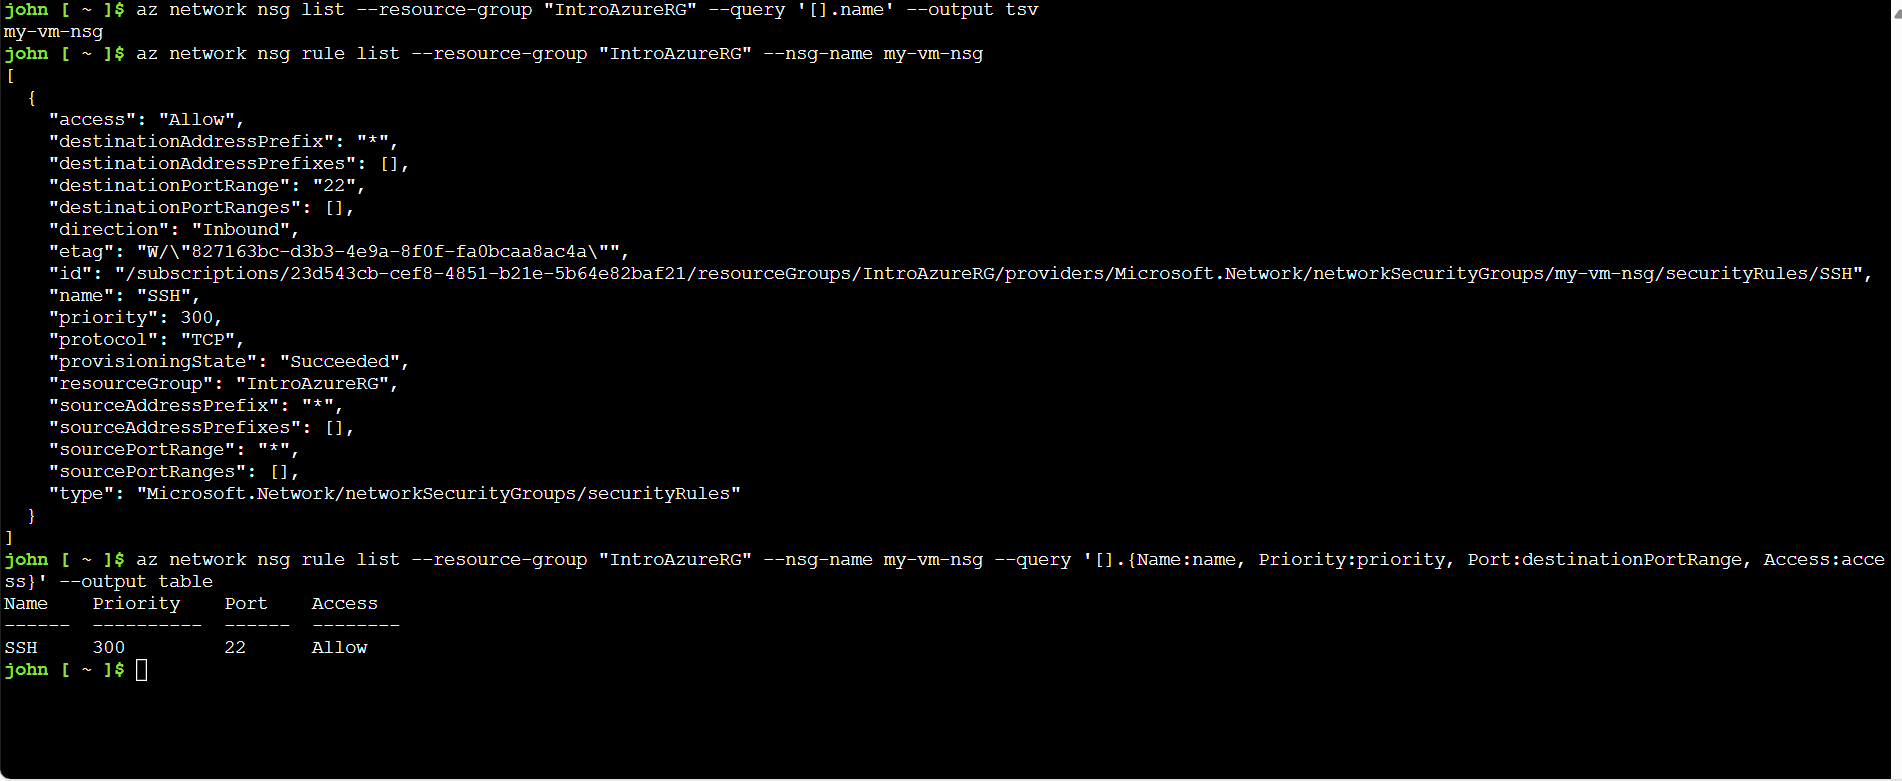 john [ ~ ]$ az network nsg list --resource-group "IntroAzureRG" --query '[].name' --output tsv
my-vm-nsg
john [ ~ ]$ az network nsg rule list --resource-group "IntroAzureRG" --nsg-name my-vm-nsg
[
  {
    "access": "Allow",
    "destinationAddressPrefix": "*",
    "destinationAddressPrefixes": [],
    "destinationPortRange": "22",
    "destinationPortRanges": [],
    "direction": "Inbound",
    "etag": "W/\"827163bc-d3b3-4e9a-8f0f-fa0bcaa8ac4a\"",
    "id": "/subscriptions/23d543cb-cef8-4851-b21e-5b64e82baf21/resourceGroups/IntroAzureRG/providers/Microsoft.Network/networkSecurityGroups/my-vm-nsg/securityRules/SSH",
    "name": "SSH",
    "priority": 300,
    "protocol": "TCP",
    "provisioningState": "Succeeded",
    "resourceGroup": "IntroAzureRG",
    "sourceAddressPrefix": "*",
    "sourceAddressPrefixes": [],
    "sourcePortRange": "*",
    "sourcePortRanges": [],
    "type": "Microsoft.Network/networkSecurityGroups/securityRules"
  }
]
john [ ~ ]$ az network nsg rule list --resource-group "IntroAzureRG" --nsg-name my-vm-nsg --query '[].{Name:name, Priority:priority, Port:destinationPortRange, Access:acce
ss}' --output table
Name    Priority    Port    Access
------  ----------  ------  --------
SSH     300         22      Allow
john [ ~ ]$